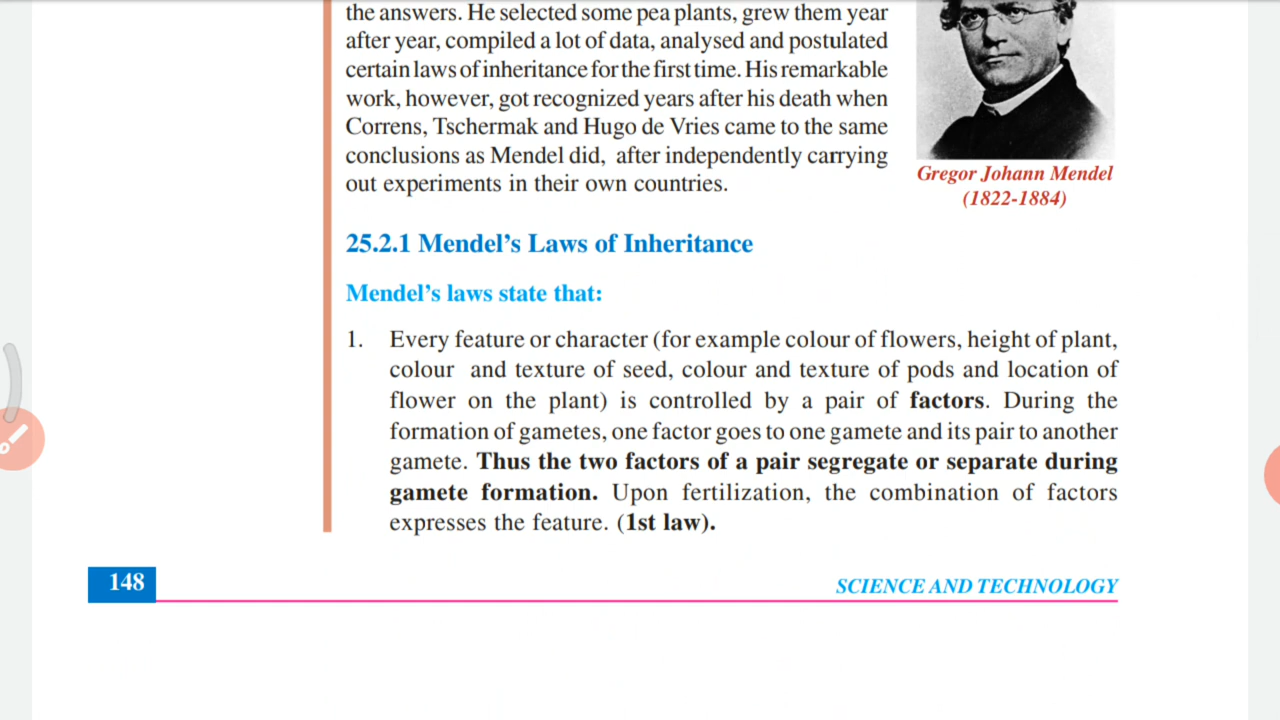 the answers. He selected some pea plants, grew them year
after year, compiled a lot of data, analysed and postulated
certain laws of inheritance for the first time. His remarkable
work, however, got recognized years after his death when
Correns, Tschermak and Hugo de Vries came to the same
conclusions as Mendel did, after independently carrying
out experiments in their own countries.
Gregor Johann Mendel
(1822-1884)
25.2.1 Mendel's Laws of Inheritance
Mendel's laws state that:
1. Every feature or character (for example colour of flowers, height of plant,
colour and texture of seed, colour and texture of pods and location of
flower on the plant) is controlled by a pair of factors. During the
formation of gametes, one factor goes to one gamete and its pair to another
gamete. Thus the two factors of a pair segregate or separate during
gamete formation. Upon fertilization, the combination of factors
expresses the feature. (1st law).
148
SCIENCE AND TECHNOLOGY